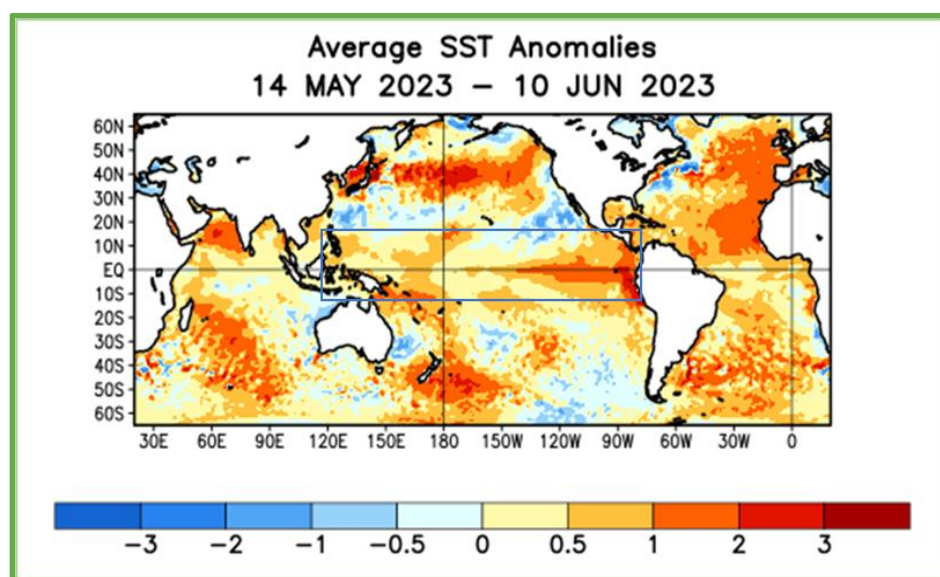 Average SST Anomalies
14 MAY 2023 – 10 JUN 2023
60N
50N
40N
30N
20N
10N
EQ
10S
20S
30S
40S
50S
60S
30E 60E 90E 120E 150E 180 150W 120W 90W 60W 30W 0
−3 −2 −1 −0.5 0 0.5 1 2 3